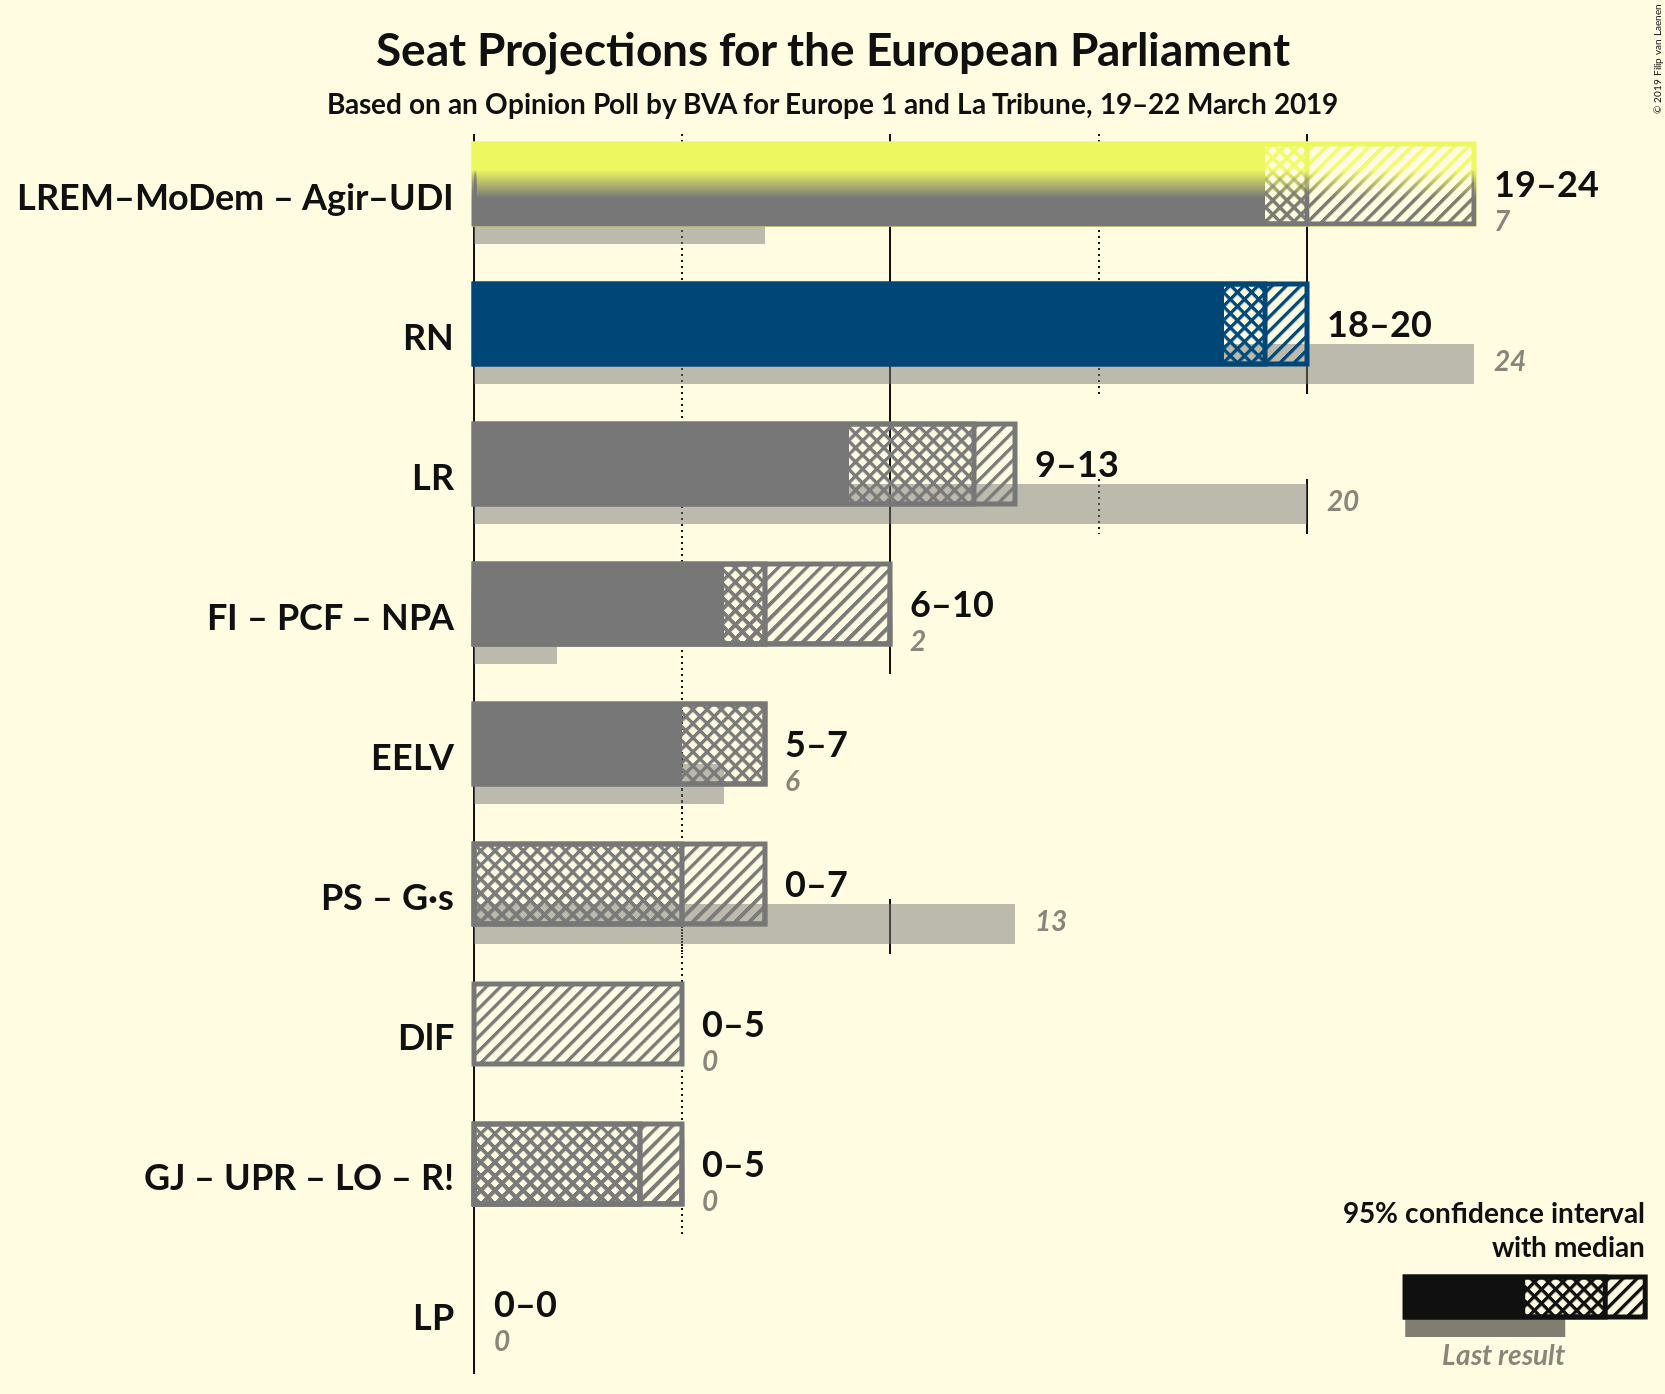 Seat Projections for the European Parliament
Based on an Opinion Poll by BVA for Europe 1 and La Tribune, 19–22 March 2019
© 2019 Filip van Laenen
LREM–MoDem – Agir–UDI
19–24
7
RN
18–20
24
LR
9–13
20
FI – PCF – NPA
6–10
2
EELV
5–7
6
PS – G·s
0–7
13
DlF
0–5
0
GJ – UPR – LO – R!
0–5
0
LP
0–0
0
95% confidence interval
with median
Last result